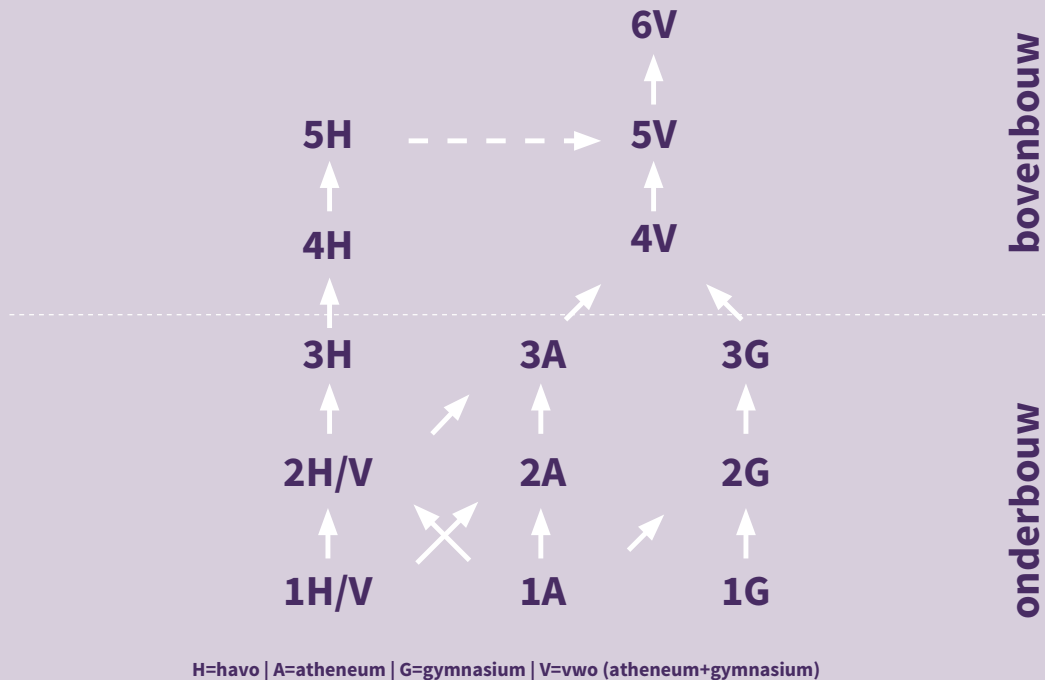 6V
5H 5V
4H 4V
bovenbouw
3H 3A 3G
2H/V 2A 2G
1H/V 1A 1G
onderbouw
H=havo | A=atheneum | G=gymnasium | V=vwo (atheneum+gymnasium)